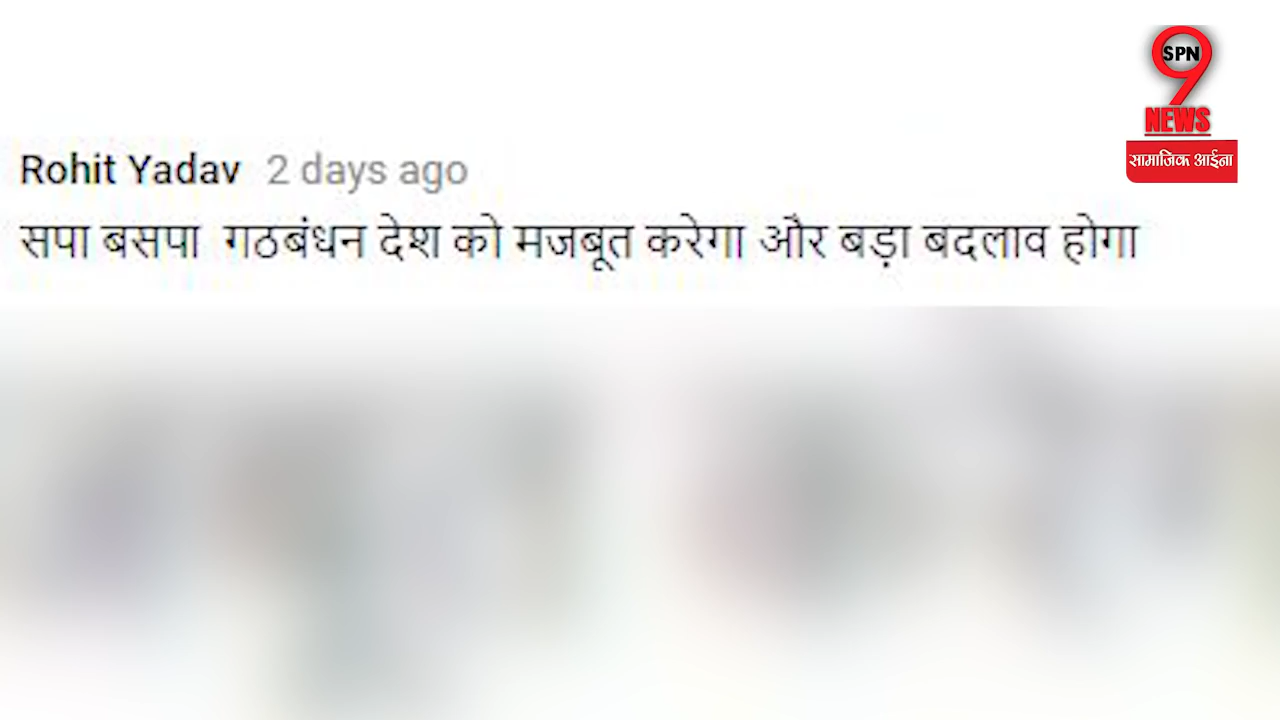 SPN
9
NEWS
सामाजिक आईना
Rohit Yadav 2 days ago
सपा बसपा गठबंधन देश को मजबूत करेगा और बड़ा बदलाव होगा